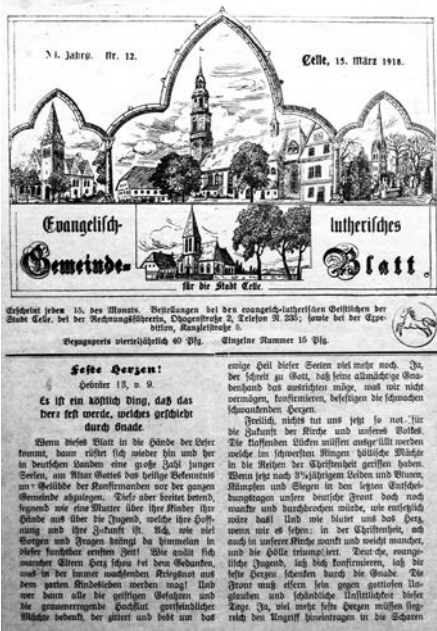 XI. Jahrg. Nr. 12.
Celle, 15. März 1918.
Evangelisch-
lutherisches
Gemeinde-
Blatt.
für die Stadt Celle.
Erscheint jeden 15. des Monats. Bestellungen bei den evangelisch-lutherischen Geistlichen der
Stadt Celle, bei der Rechnungsführerin, Telefon N 235; sowie bei der Expe-
dition, Kanzleistraße 5.
Bezugspreis vierteljährlich 40 Pfg. Einzelne Nummer 15 Pfg.
Feste Herzen!
Hebräer 13, v. 9.
Es ist ein köstlich Ding, daß das
Herz fest werde, welches geschieht
durch Gnade.
Wenn dieses Blatt in die Hände der Leser
kommt, dann rüstet sich wieder hin und her
in deutschen Landen eine große Zahl junger
Seelen, am Altar Gottes das heilige Bekenntnis
un' Gelübde der Konfirmanden vor der ganzen
Gemeinde abzulegen. Diese aber breitet betend,
segnend wie eine Mutter über ihre Kinder ihre
Hände aus über die Jugend, welche ihre Hoff-
nung und ihre Zukunft ist. Ach, wie viel
Sorgen und Fragen drängt da himmelan in
dieser furchtbar ernsten Zeit! Wie quält sich
mancher Eltern Herz schon bei dem Gedanken,
was in der immer wachsenden Kriegsnot aus
dem zarten Kindesleben werden mag! Und
wer dann alle die geistigen Gefahren und
die grauenerregende Hochflut gottfeindlicher
Mächte bedenkt, der zittert und bebt um das
ewige Heil dieser Seelen viel mehr noch. Ja,
der schreit zu Gott, daß seine allmächtige Gna-
denhand das ausrichten möge, was wir nicht
vermögen, konfirmieren, befestigen die schwachen
schwankenden Herzen.
Freilich, nichts tut uns jetzt so not für
die Zukunft der Kirche und unseres Volkes.
Die klaffenden Lücken müssen ausgefüllt werden
welche im schwersten Ringen höllische Mächte
in die Reihen der Christenheit gerissen haben.
Wenn jetzt nach 3½jährigem Leiden und Bluten,
Kämpfen und Siegen in den letzten Entschei-
dungstagen unsere deutsche Front doch noch
wankte und durchbrochen würde, wie entsetzlich
wäre das! Und wie blutet uns das Herz,
wenn wir es sehen: in der Christenheit, ach
auch in unserer Kirche wankt und weicht mancher,
und die Hölle triumphiert. Deutsche, evange-
lische Jugend, laß dich konfirmieren, laß die
feste Herzen schenken durch die Gnade. Die
Front muß eisern sein gegen gottlosen Un-
glauben und schändliche Unsittlichkeit dieser
Tage. Ja, viel mehr feste Herzen müssen sieg-
reich den Angriff hineintragen in die Scharen